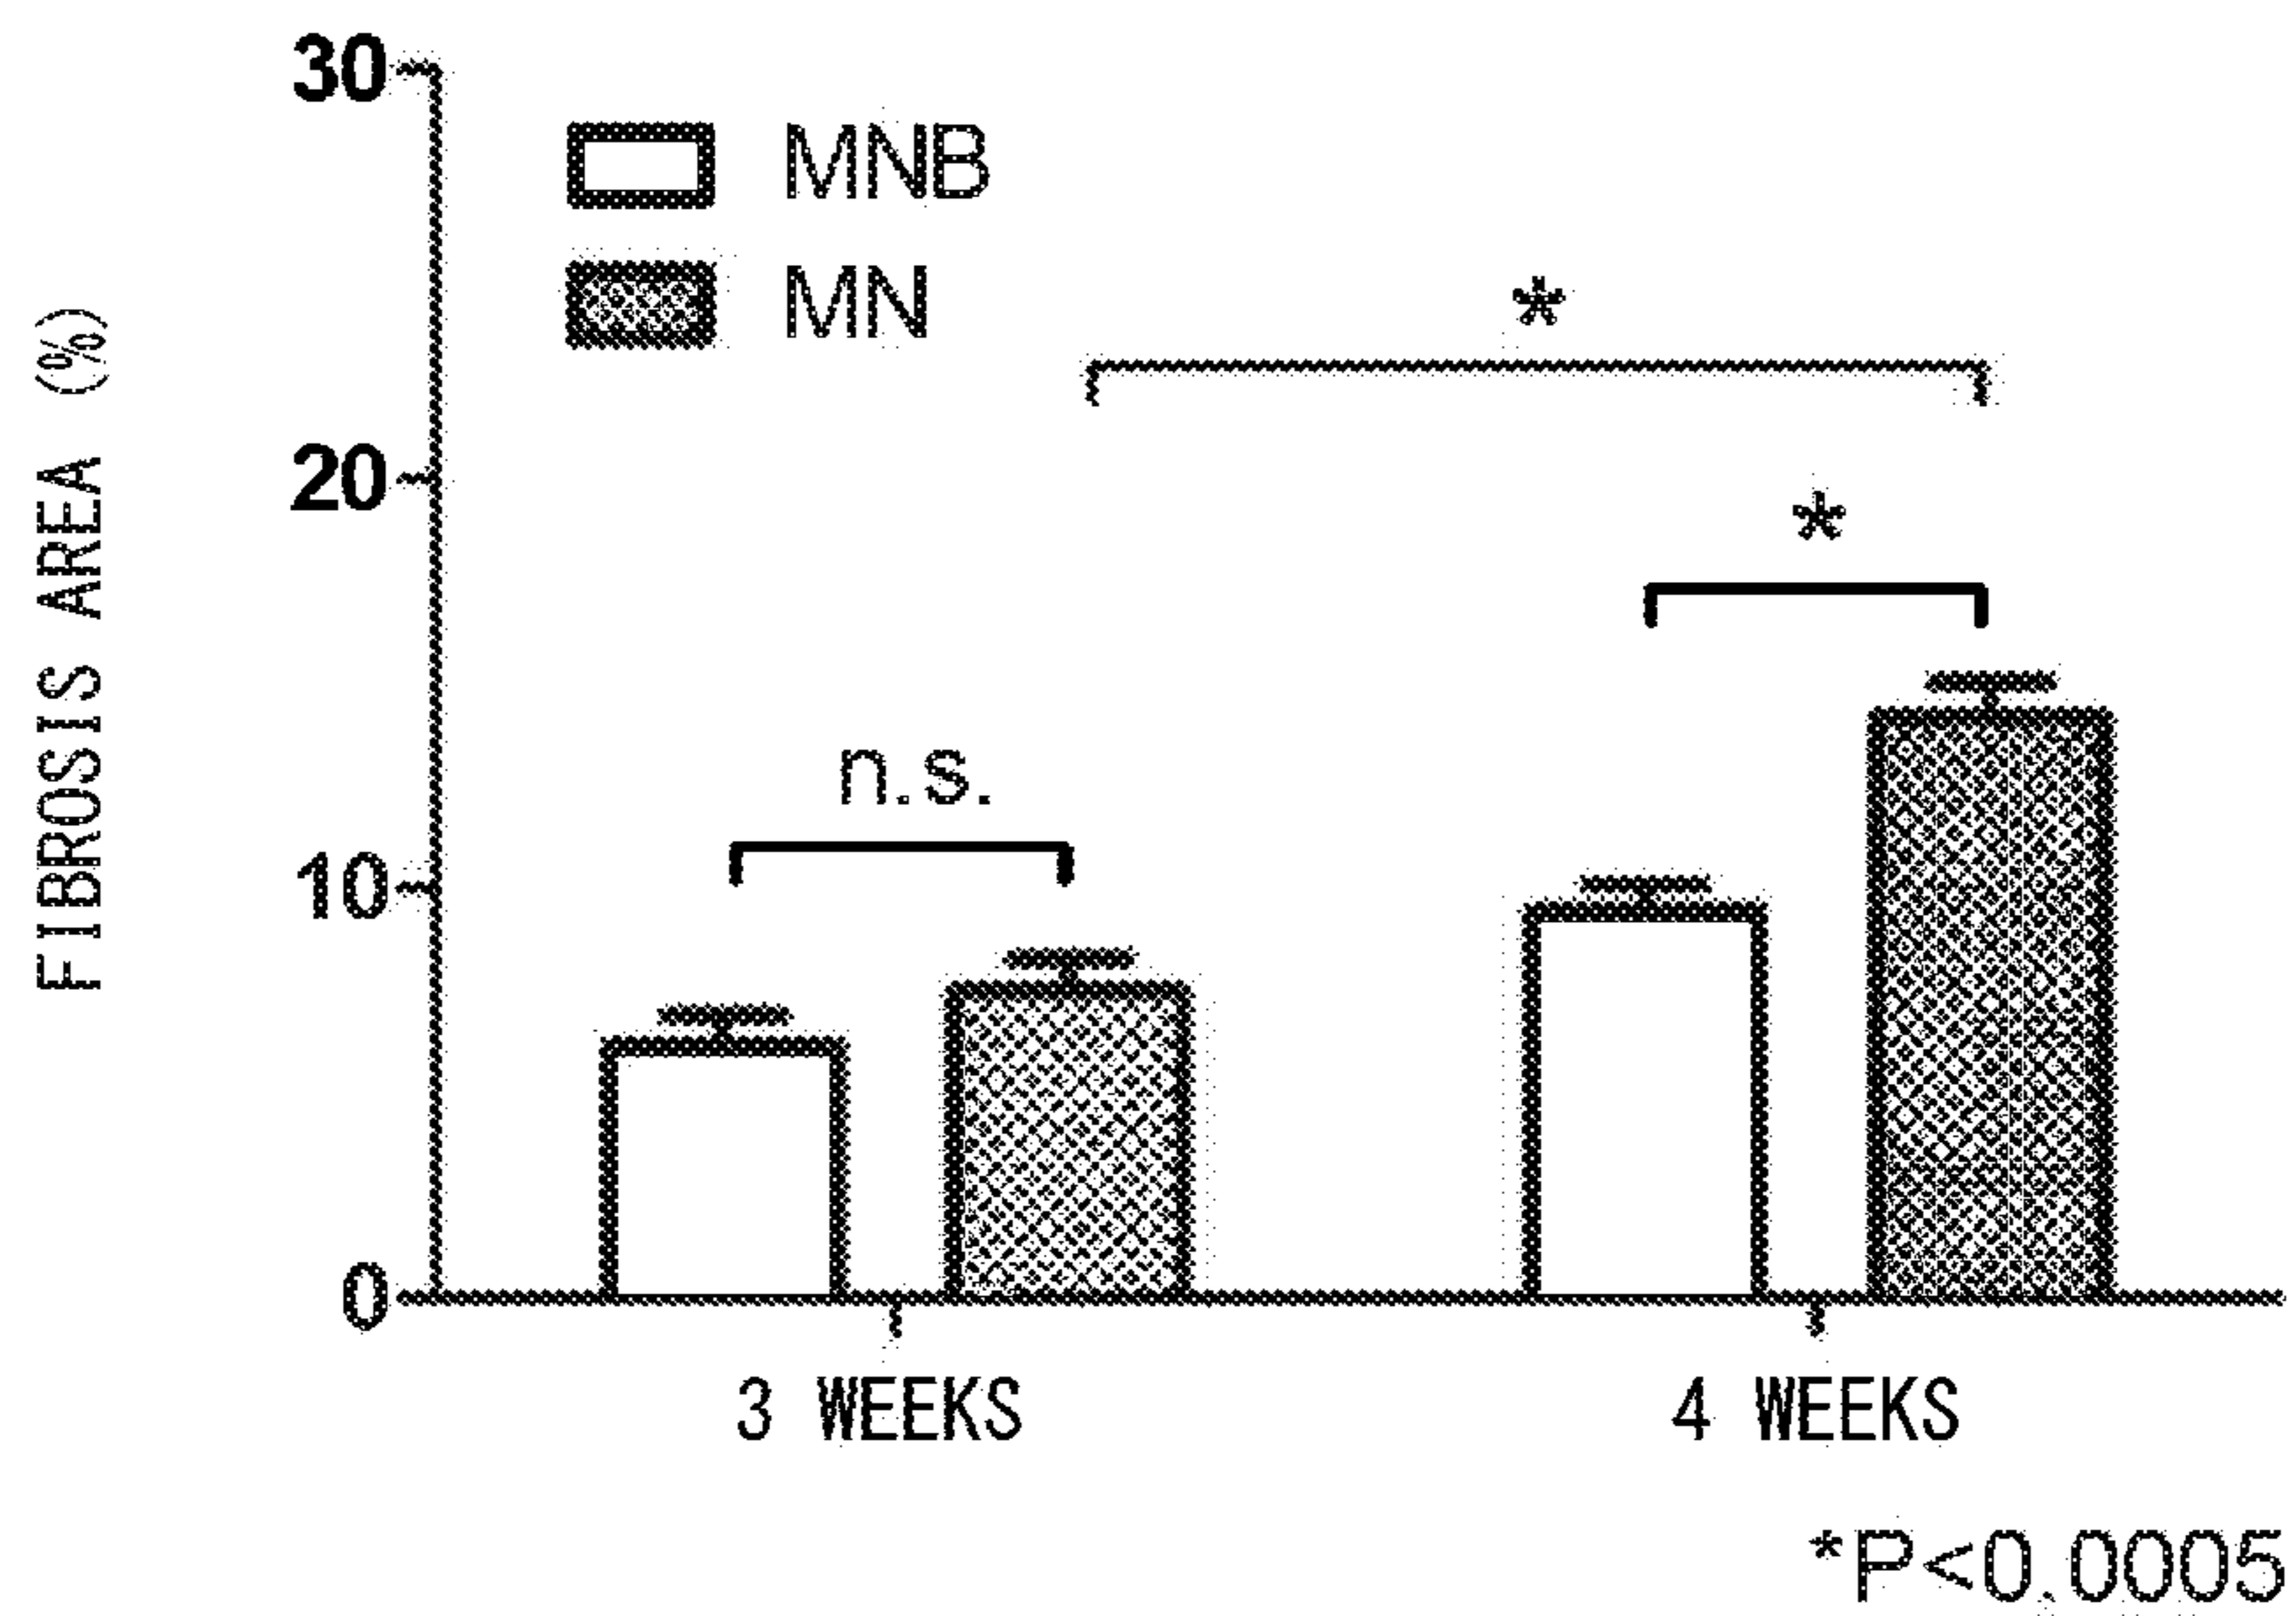 30
MNB
MN
*
20
*
FIBROSIS AREA (%)
n.s.
10
0
3 WEEKS
4 WEEKS
*P<0.0005